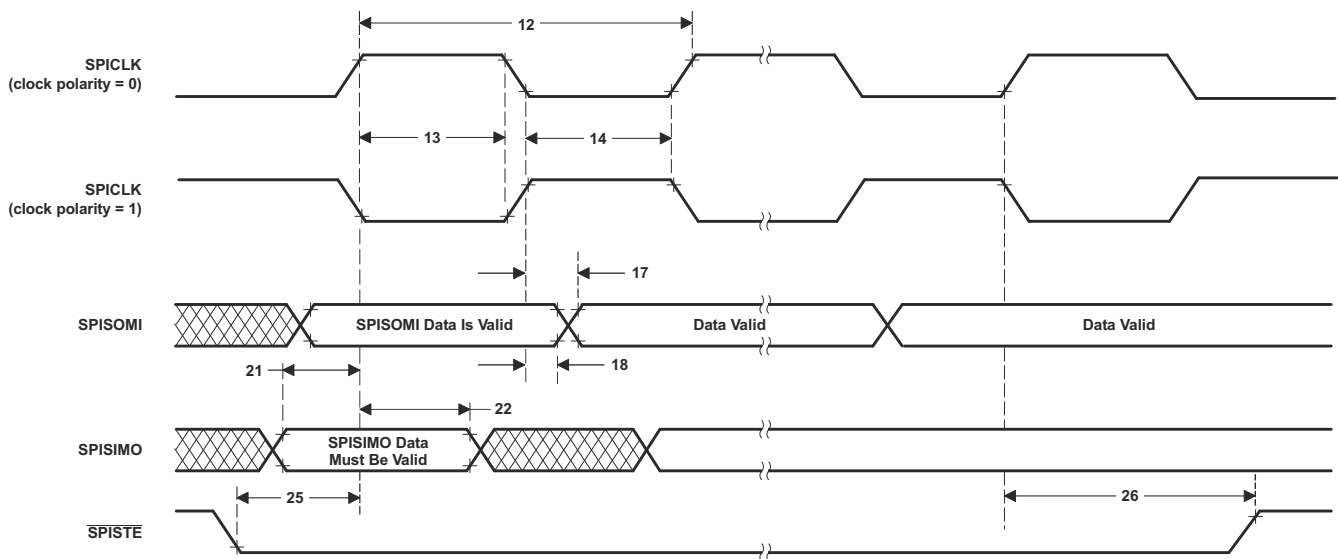 12
SPICLK
(clock polarity = 0)
13
14
SPICLK
(clock polarity = 1)
17
SPISOMI
SPISOMI Data Is Valid
Data Valid
Data Valid
21
18
22
SPISIMO
SPISIMO Data
Must Be Valid
25
26
SPISTE